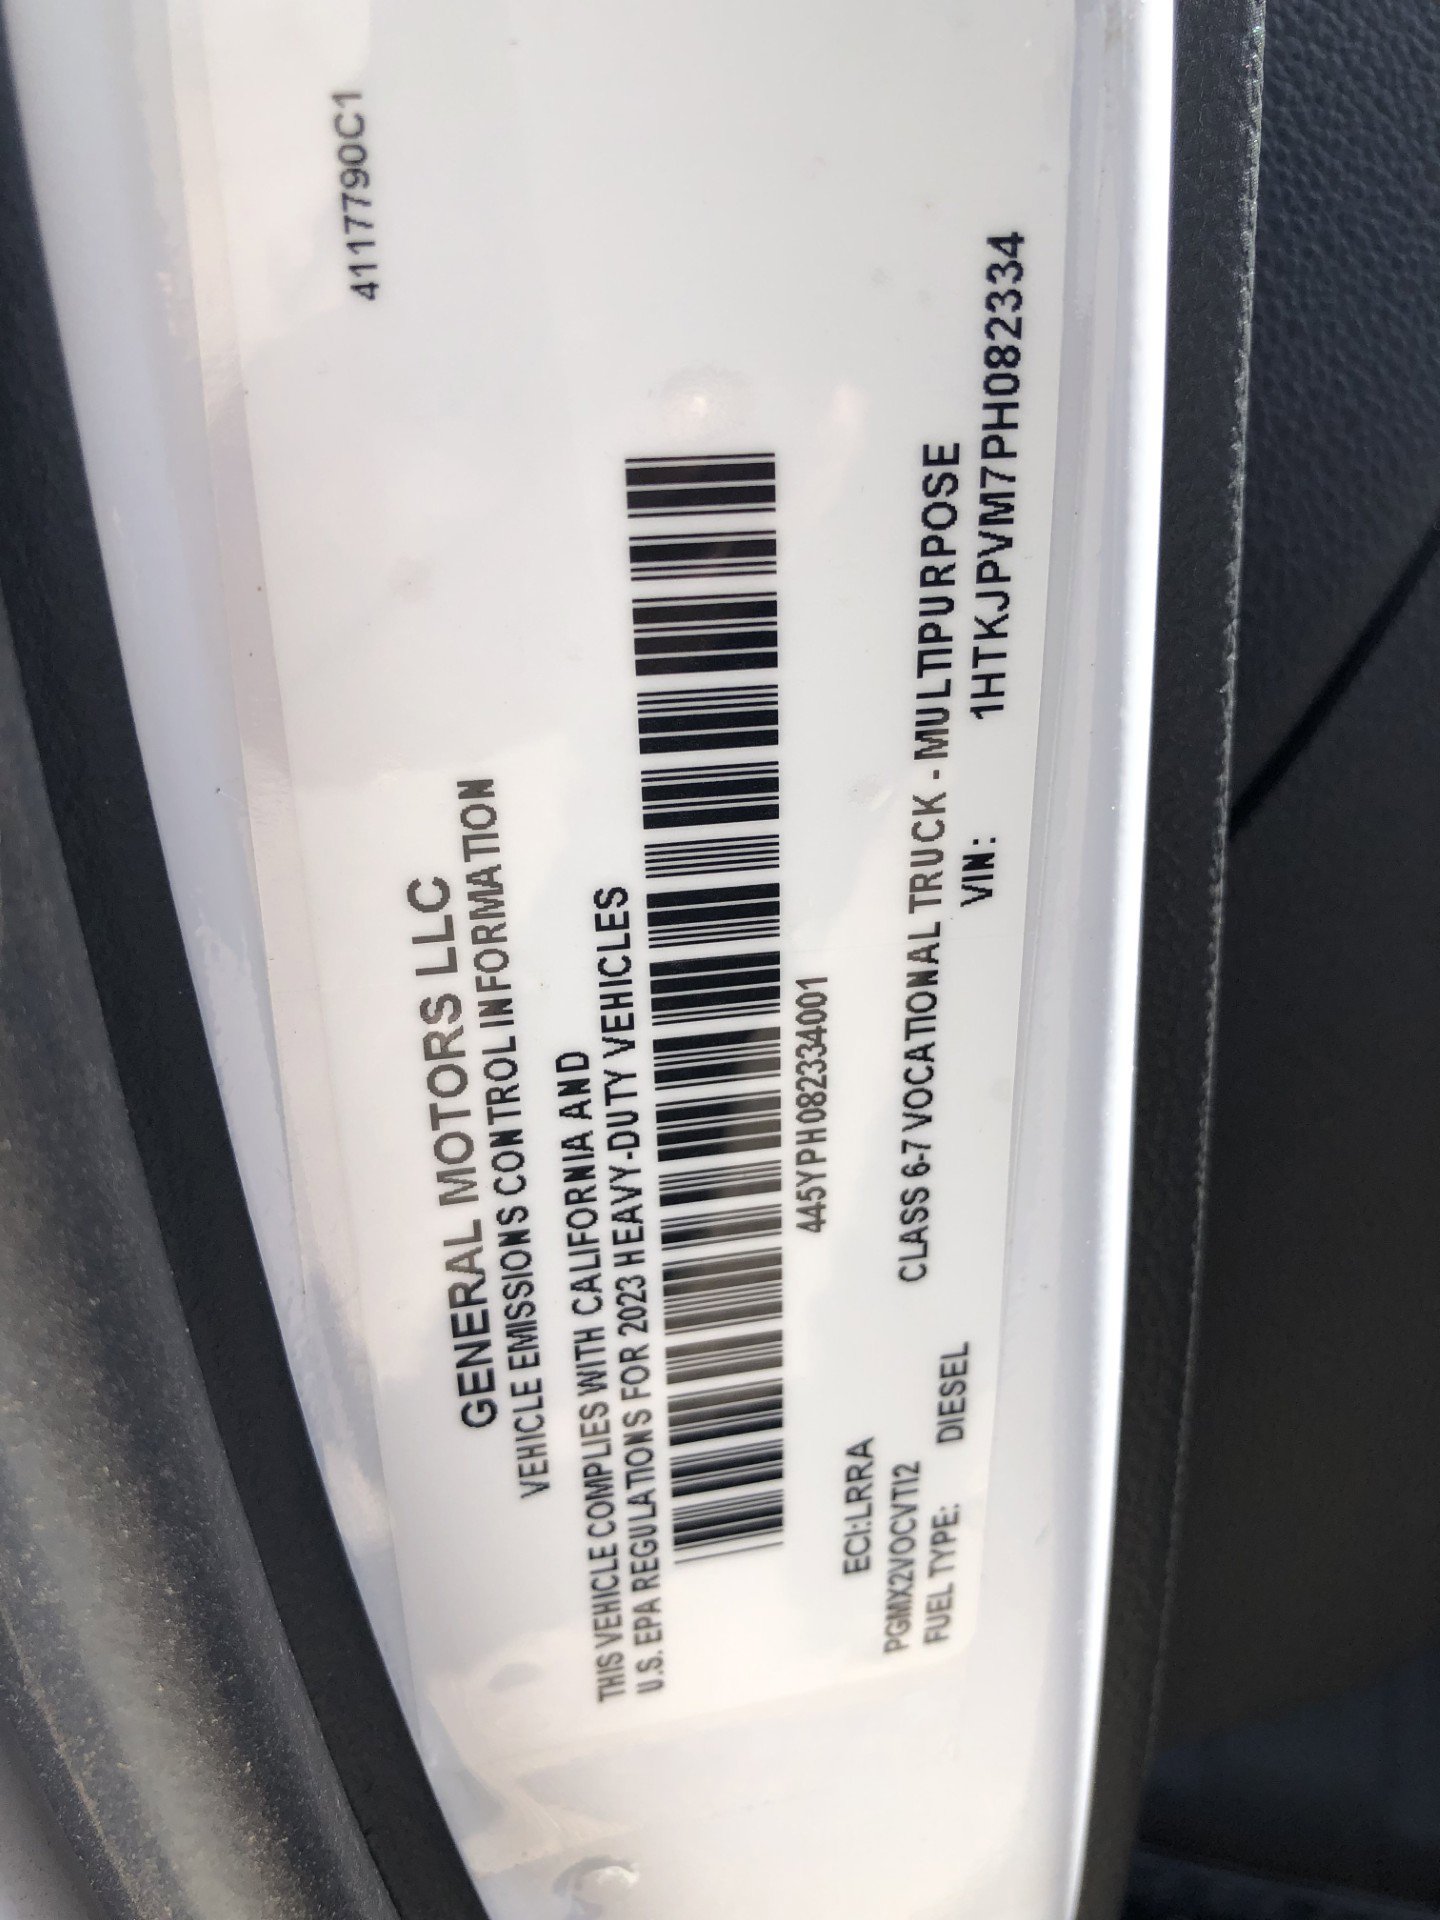 4117790C1
GENERAL MOTORS LLC
VEHICLE EMISSIONS CONTROL INFORMATION
THIS VEHICLE COMPLIES WITH CALIFORNIA AND
U.S. EPA REGULATIONS FOR 2023 HEAVY-DUTY VEHICLES
445YPH082334001
ECI:LRRA
PGMX2VOCVTI2 CLASS 6-7 VOCATIONAL TRUCK - MULTIPURPOSE
FUEL TYPE: DIESEL VIN: 1HTKJPVM7PH082334